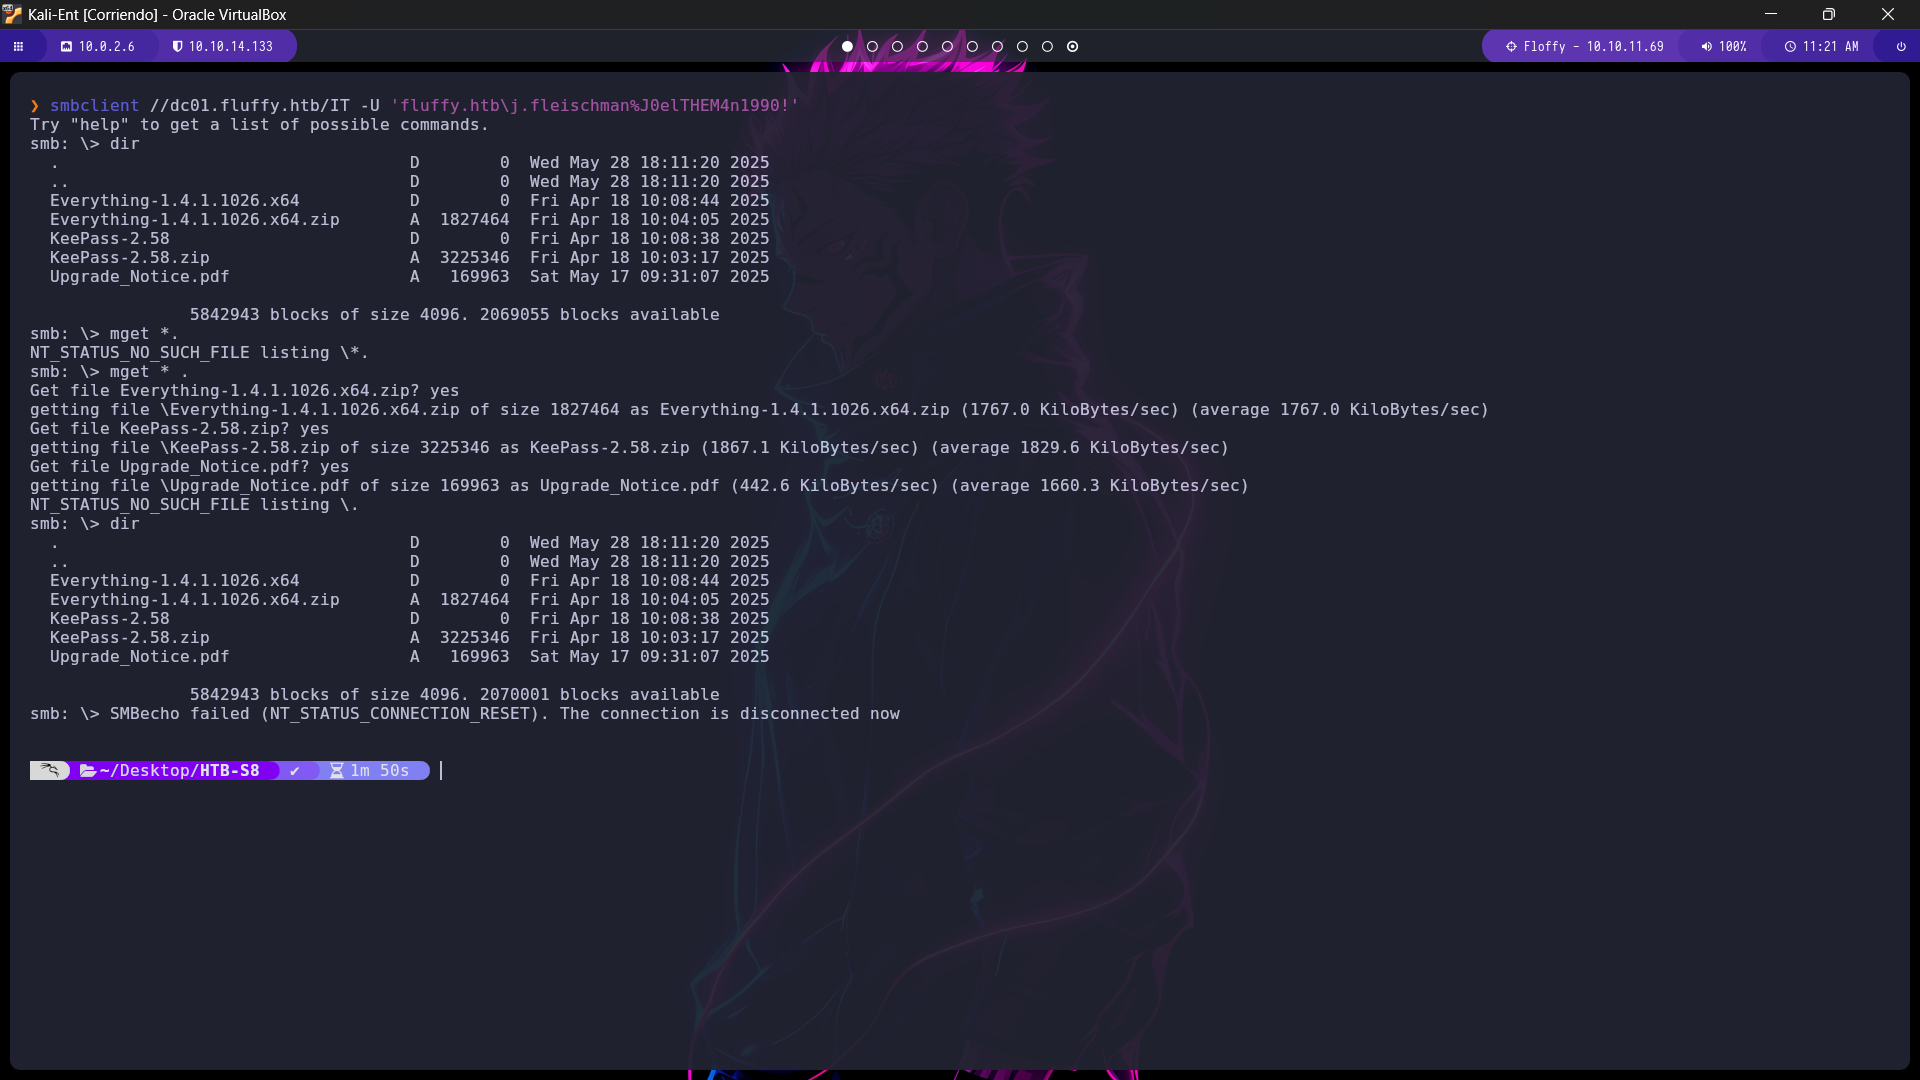 Kali-Ent [Corriendo] - Oracle VirtualBox
10.0.2.6 10.10.14.133 Floffy - 10.10.11.69 100% 11:21 AM
❯ smbclient //dc01.fluffy.htb/IT -U 'fluffy.htb\j.fleischman%J0elTHEM4n1990!'
Try "help" to get a list of possible commands.
smb: \> dir
  .                                   D        0  Wed May 28 18:11:20 2025
  ..                                  D        0  Wed May 28 18:11:20 2025
  Everything-1.4.1.1026.x64           D        0  Fri Apr 18 10:08:44 2025
  Everything-1.4.1.1026.x64.zip       A  1827464  Fri Apr 18 10:04:05 2025
  KeePass-2.58                        D        0  Fri Apr 18 10:08:38 2025
  KeePass-2.58.zip                    A  3225346  Fri Apr 18 10:03:17 2025
  Upgrade_Notice.pdf                  A   169963  Sat May 17 09:31:07 2025
                5842943 blocks of size 4096. 2069055 blocks available
smb: \> mget *.
NT_STATUS_NO_SUCH_FILE listing \*.
smb: \> mget * .
Get file Everything-1.4.1.1026.x64.zip? yes
getting file \Everything-1.4.1.1026.x64.zip of size 1827464 as Everything-1.4.1.1026.x64.zip (1767.0 KiloBytes/sec) (average 1767.0 KiloBytes/sec)
Get file KeePass-2.58.zip? yes
getting file \KeePass-2.58.zip of size 3225346 as KeePass-2.58.zip (1867.1 KiloBytes/sec) (average 1829.6 KiloBytes/sec)
Get file Upgrade_Notice.pdf? yes
getting file \Upgrade_Notice.pdf of size 169963 as Upgrade_Notice.pdf (442.6 KiloBytes/sec) (average 1660.3 KiloBytes/sec)
NT_STATUS_NO_SUCH_FILE listing \.
smb: \> dir
  .                                   D        0  Wed May 28 18:11:20 2025
  ..                                  D        0  Wed May 28 18:11:20 2025
  Everything-1.4.1.1026.x64           D        0  Fri Apr 18 10:08:44 2025
  Everything-1.4.1.1026.x64.zip       A  1827464  Fri Apr 18 10:04:05 2025
  KeePass-2.58                        D        0  Fri Apr 18 10:08:38 2025
  KeePass-2.58.zip                    A  3225346  Fri Apr 18 10:03:17 2025
  Upgrade_Notice.pdf                  A   169963  Sat May 17 09:31:07 2025
                5842943 blocks of size 4096. 2070001 blocks available
smb: \> SMBecho failed (NT_STATUS_CONNECTION_RESET). The connection is disconnected now
~/Desktop/HTB-S8 ✔ 1m 50s